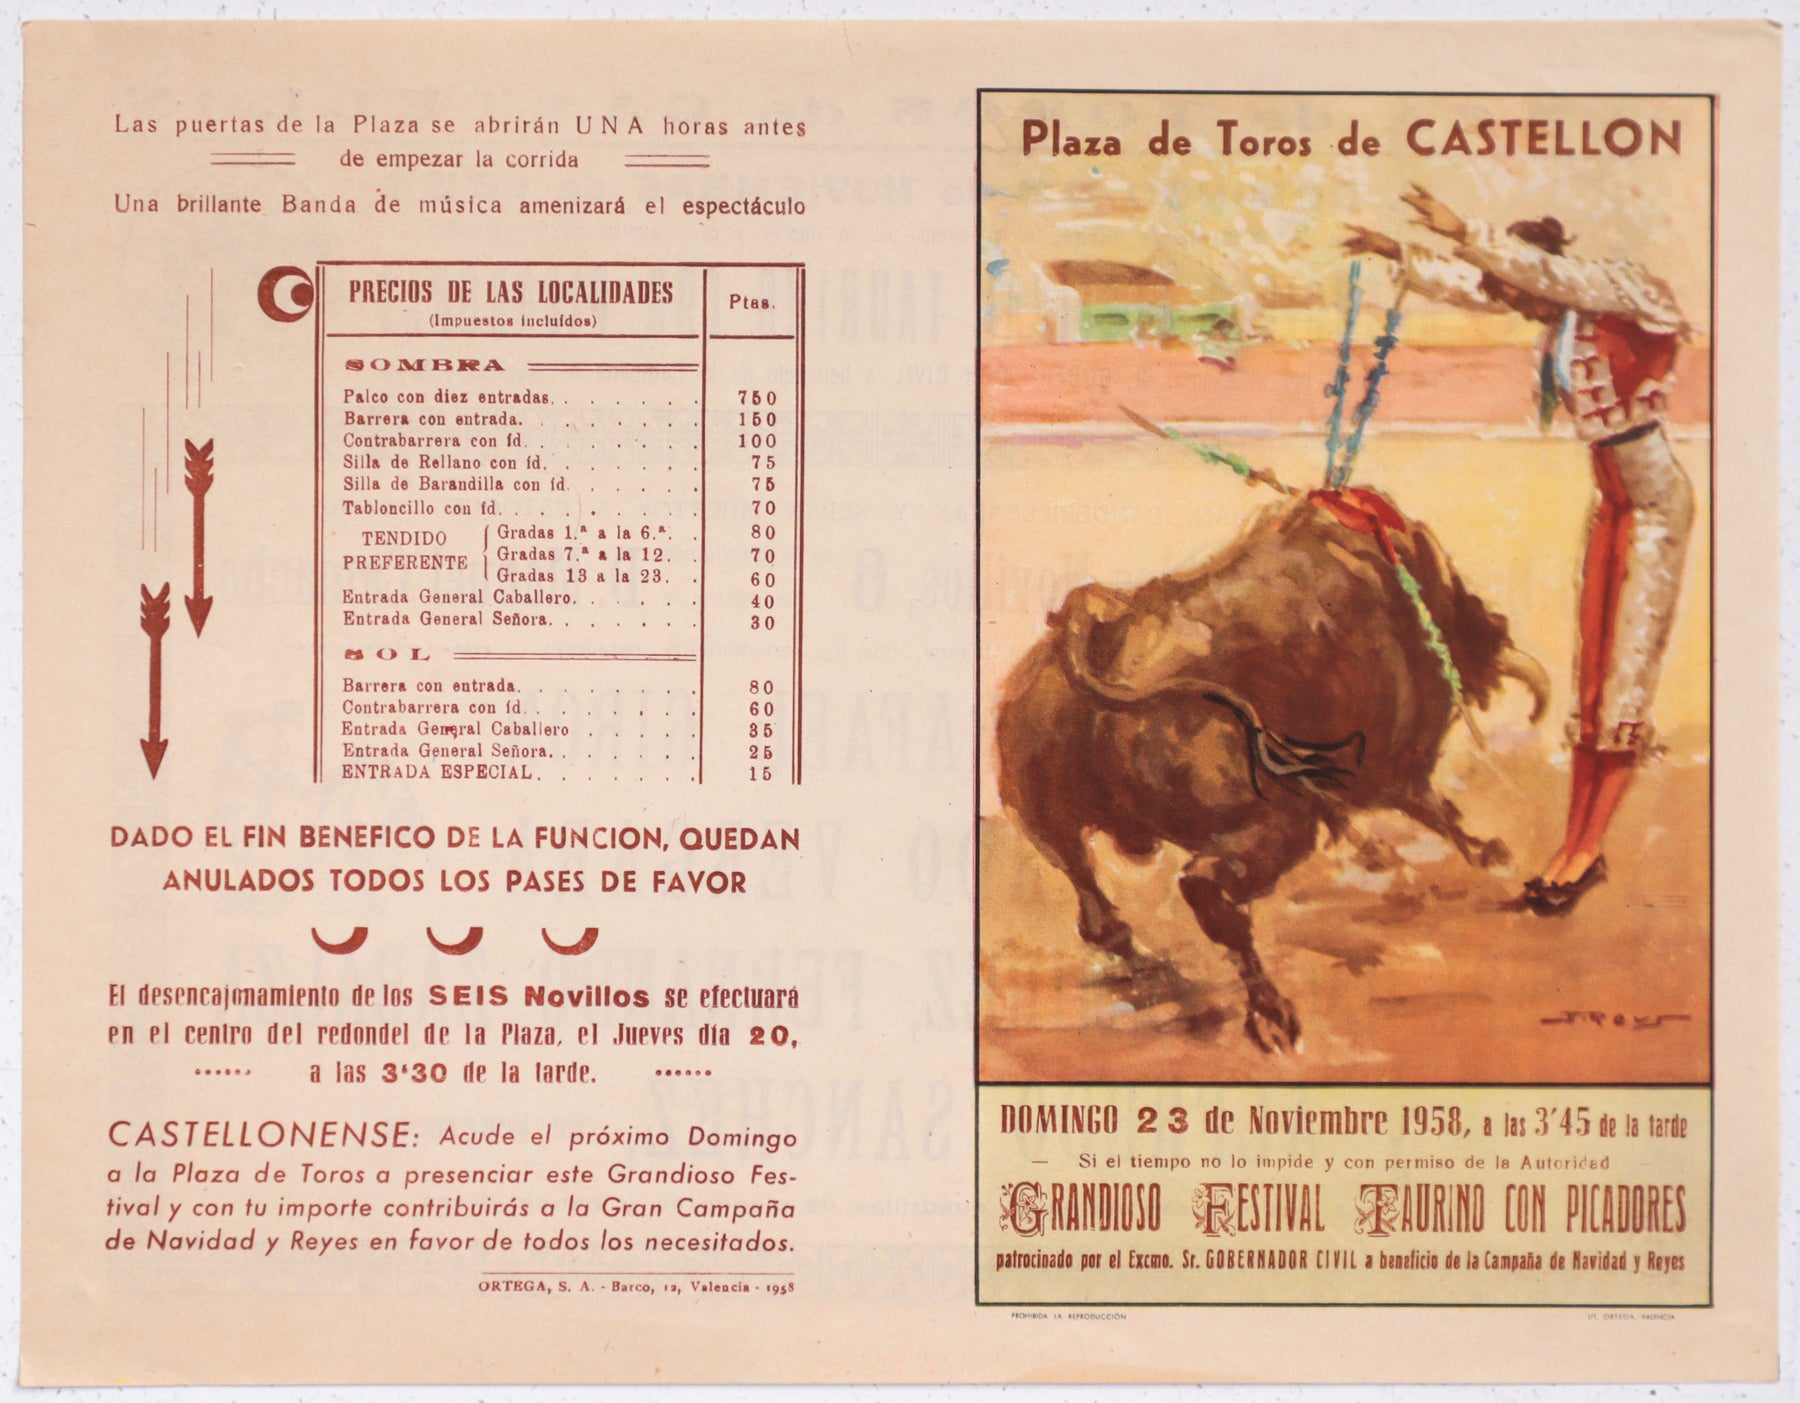 Las puertas de la Plaza se abrirán UNA horas antes
de empezar la corrida
Una brillante Banda de música amenizará el espectáculo
PRECIOS DE LAS LOCALIDADES Ptas.
(Impuestos incluídos)
SOMBRA
Palco con diez entradas. . . . . . . 750
Barrera con entrada. . . . . . . . 150
Contrabarrera con íd. . . . . . . . 100
Silla de Rellano con íd. . . . . . . 75
Silla de Barandilla con íd. . . . . . 75
Tabloncillo con íd. . . . . . . 70
TENDIDO PREFERENTE
Gradas 1.ª a la 6.ª. . 80
Gradas 7.ª a la 12. . 70
Gradas 13 a la 23. . 60
Entrada General Caballero. . . . . . 40
Entrada General Señora. . . . . . . 30
SOL
Barrera con entrada. . . . . . . . 80
Contrabarrera con íd. . . . . . . . 60
Entrada General Caballero . . . . . 35
Entrada General Señora. . . . . . . 25
ENTRADA ESPECIAL. . . . . . . 15
DADO EL FIN BENEFICO DE LA FUNCION, QUEDAN
ANULADOS TODOS LOS PASES DE FAVOR
El desencajonamiento de los SEIS Novillos se efectuará
en el centro del redondel de la Plaza, el Jueves día 20,
a las 3'30 de la tarde.
CASTELLONENSE: Acude el próximo Domingo
a la Plaza de Toros a presenciar este Grandioso Fes-
tival y con tu importe contribuirás a la Gran Campaña
de Navidad y Reyes en favor de todos los necesitados.
ORTEGA, S. A. - Barco, 12, Valencia - 1958
Plaza de Toros de CASTELLON
DOMINGO 23 de Noviembre 1958, a las 3'45 de la tarde
— Si el tiempo no lo impide y con permiso de la Autoridad —
GRANDIOSO FESTIVAL TAURINO CON PICADORES
patrocinado por el Excmo. Sr. GOBERNADOR CIVIL a beneficio de la Campaña de Navidad y Reyes
PROHIBIDA LA REPRODUCCIÓN
LIT. ORTEGA, VALENCIA